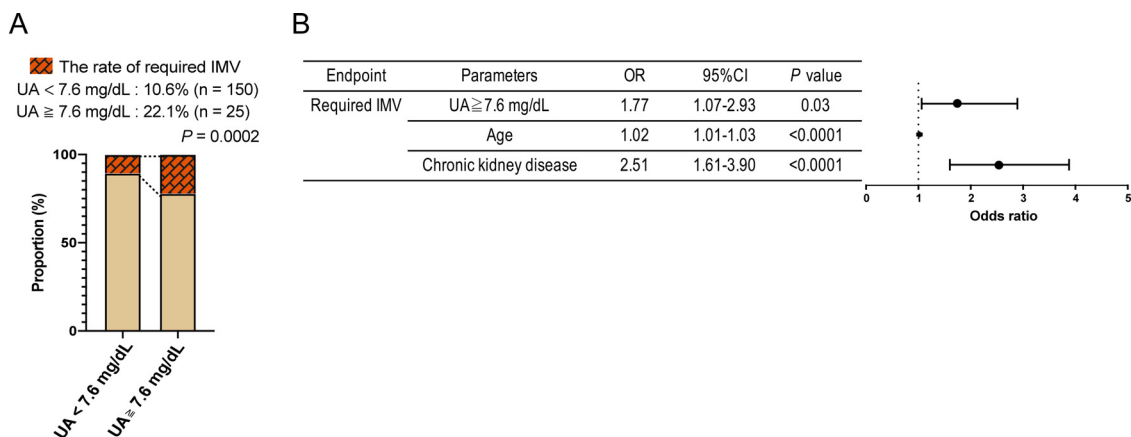 A
The rate of required IMV
UA < 7.6 mg/dL : 10.6% (n = 150)
UA ≧ 7.6 mg/dL : 22.1% (n = 25)
P = 0.0002
100
50
0
Proportion (%)
UA < 7.6 mg/dL
UA ≧ 7.6 mg/dL
B
Endpoint Parameters OR 95%CI P value
Required IMV UA≧7.6 mg/dL 1.77 1.07-2.93 0.03
Age 1.02 1.01-1.03 <0.0001
Chronic kidney disease 2.51 1.61-3.90 <0.0001
0 1 2 3 4 5
Odds ratio